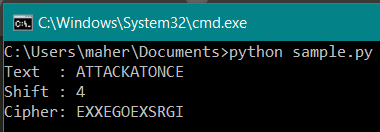 C:\Windows\System32\cmd.exe
C:\Users\maher\Documents>python sample.py
Text  : ATTACKATONCE
Shift : 4
Cipher: EXXEGOEXSRGI